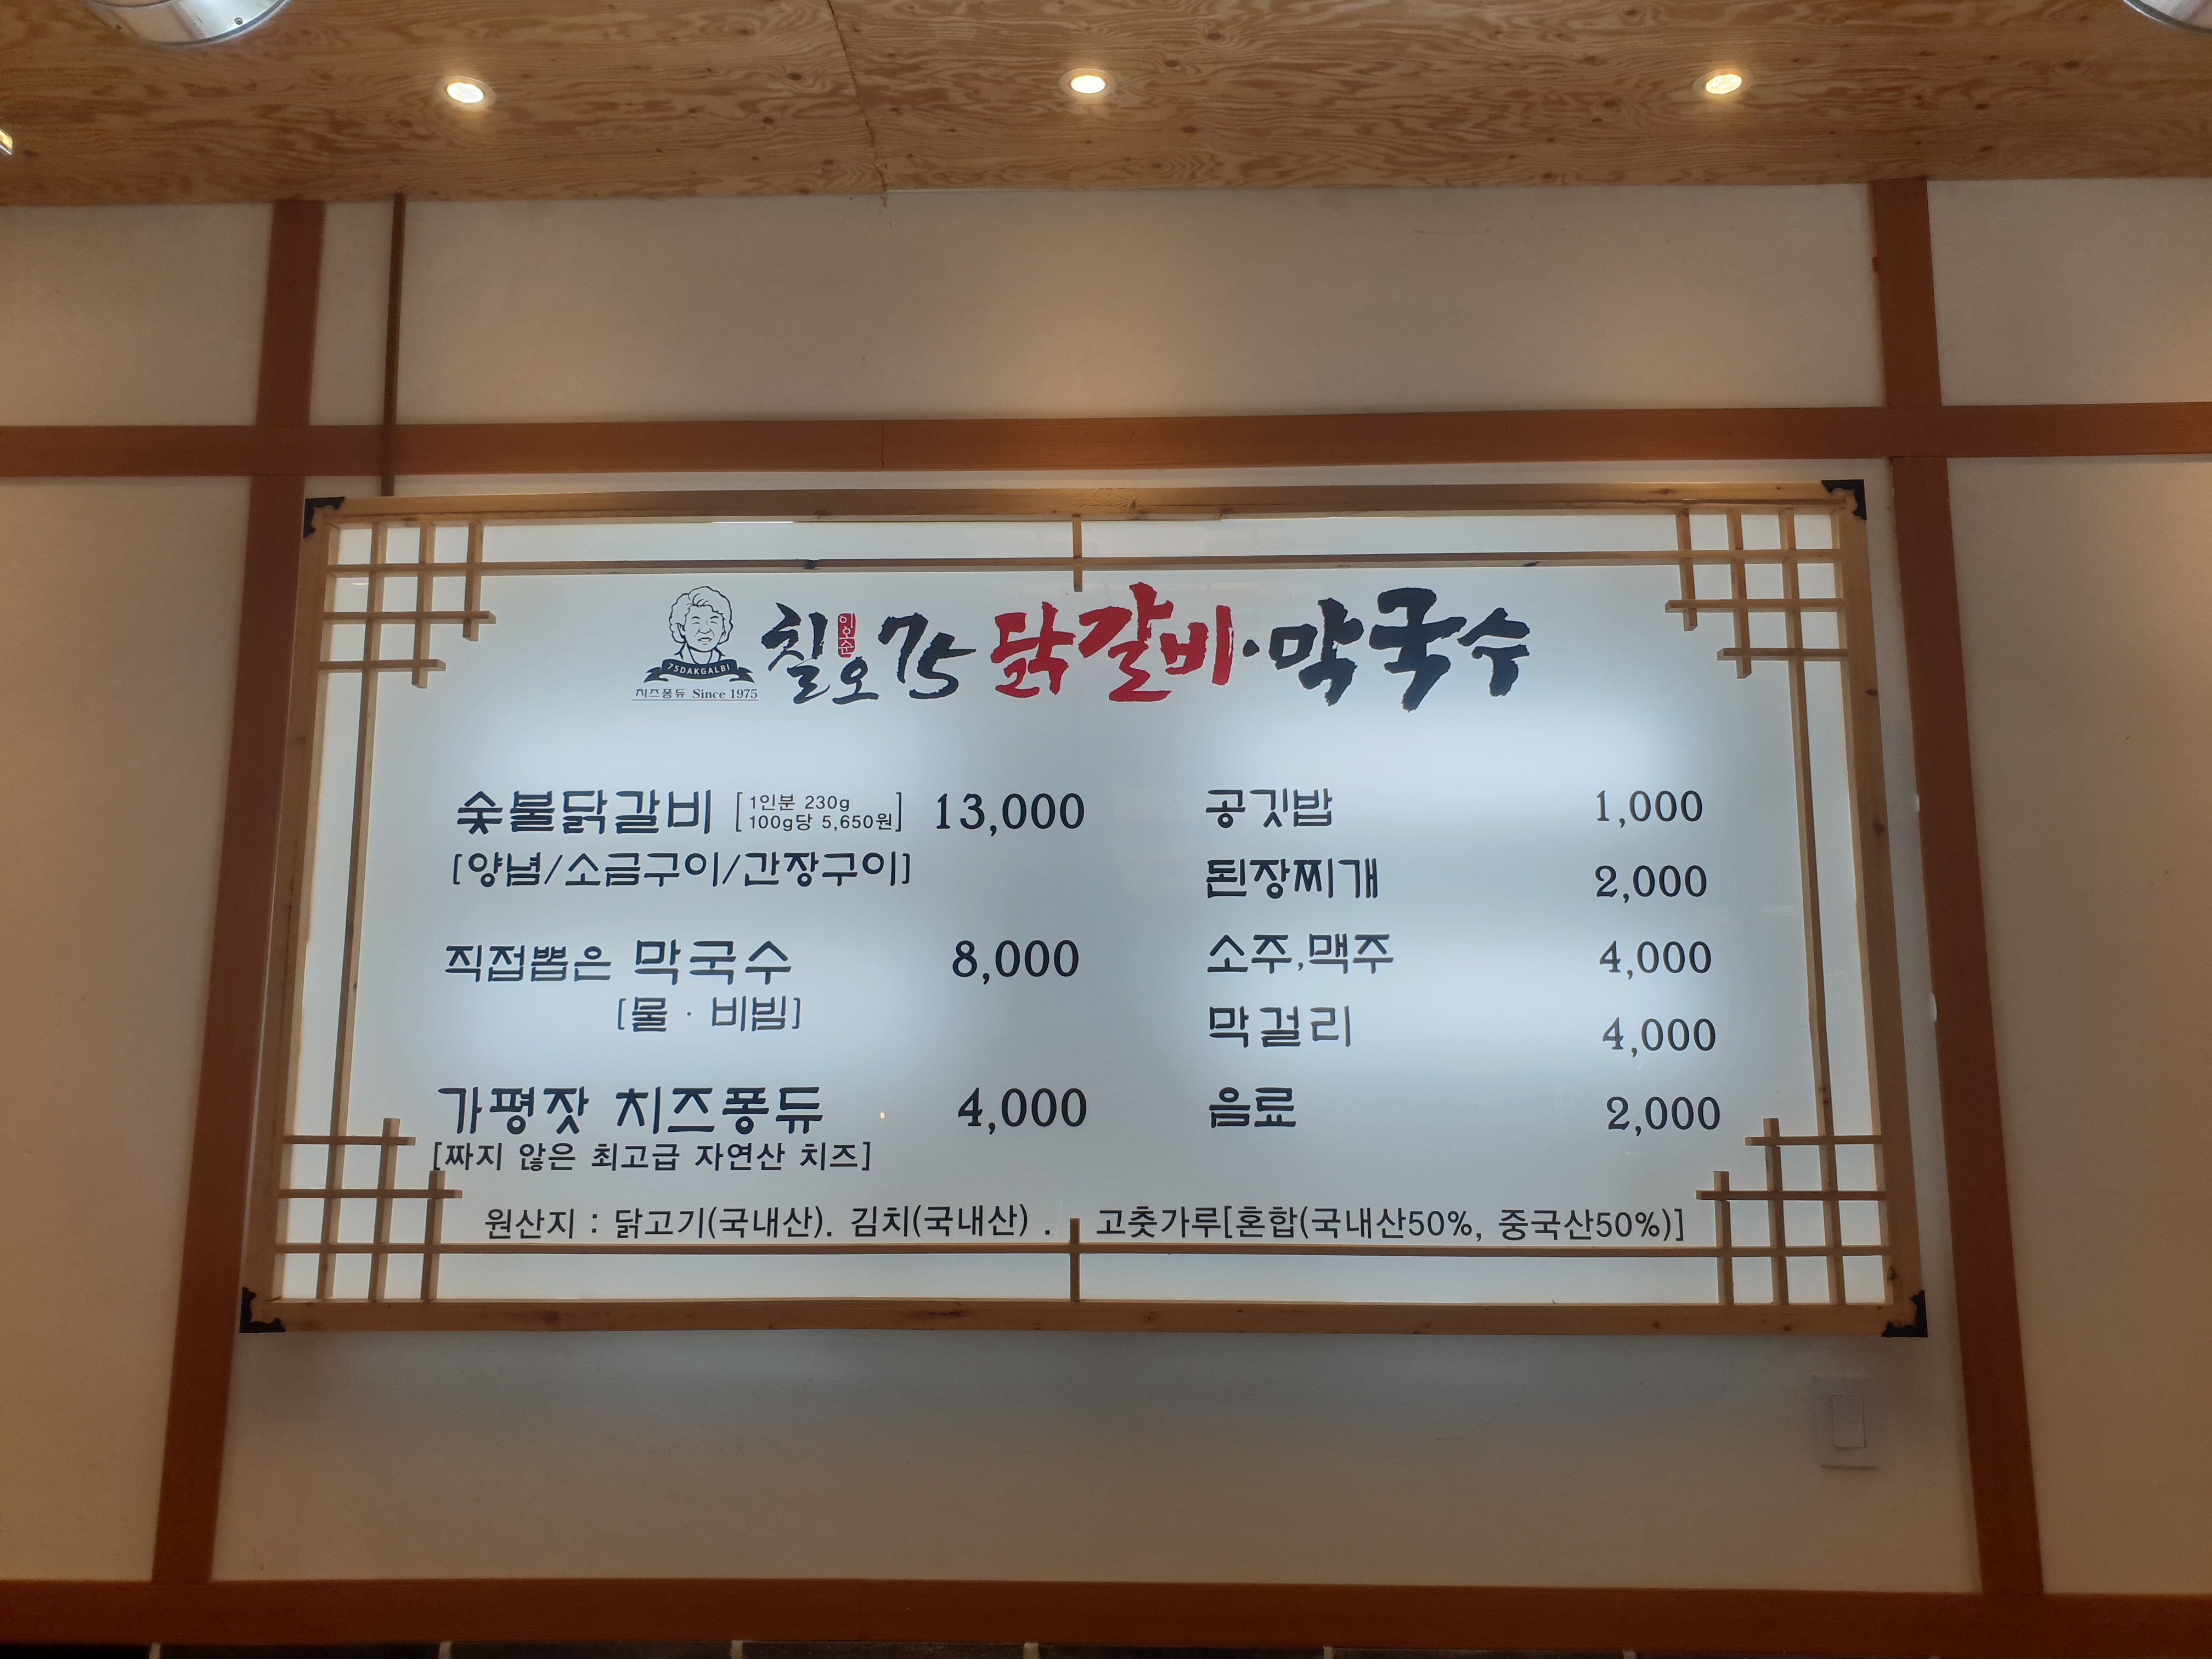 75DAKGALBI
치즈퐁듀 Since 1975
칠오 이오순 75 닭갈비·막국수
숯불닭갈비 [1인분 230g 100g당 5,650원] 13,000
[양념/소금구이/간장구이]
직접뽑은 막국수 8,000
[물 · 비빔]
가평잣 치즈퐁듀 4,000
[짜지 않은 최고급 자연산 치즈]
공깃밥 1,000
된장찌개 2,000
소주,맥주 4,000
막걸리 4,000
음료 2,000
원산지 : 닭고기(국내산). 김치(국내산) . 고춧가루[혼합(국내산50%, 중국산50%)]